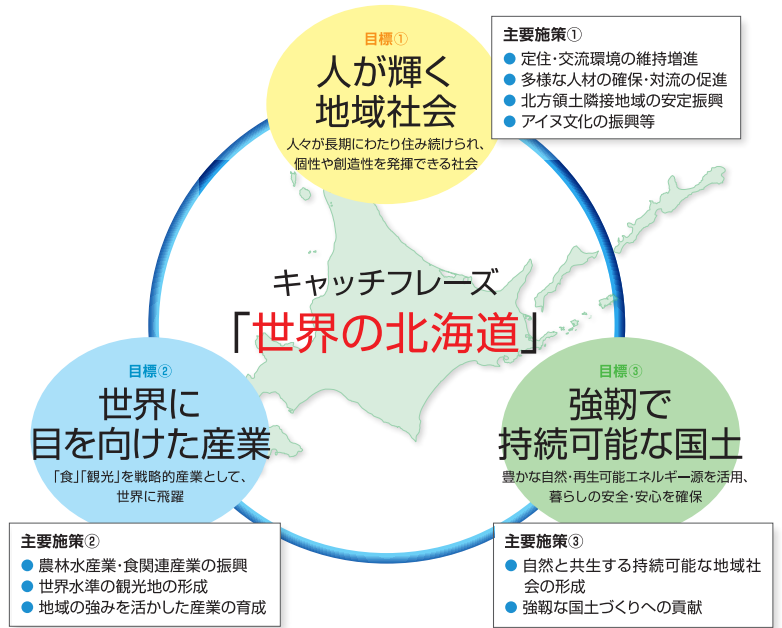 目標①
人が輝く
地域社会
人々が長期にわたり住み続けられ、
個性や創造性を発揮できる社会
主要施策①
● 定住・交流環境の維持増進
● 多様な人材の確保・対流の促進
● 北方領土隣接地域の安定振興
● アイヌ文化の振興等
キャッチフレーズ
「世界の北海道」
目標②
世界に
目を向けた産業
「食」「観光」を戦略的産業として、
世界に飛躍
主要施策②
● 農林水産業・食関連産業の振興
● 世界水準の観光地の形成
● 地域の強みを活かした産業の育成
目標③
強靭で
持続可能な国土
豊かな自然・再生可能エネルギー源を活用、
暮らしの安全・安心を確保
主要施策③
● 自然と共生する持続可能な地域社
会の形成
● 強靭な国土づくりへの貢献